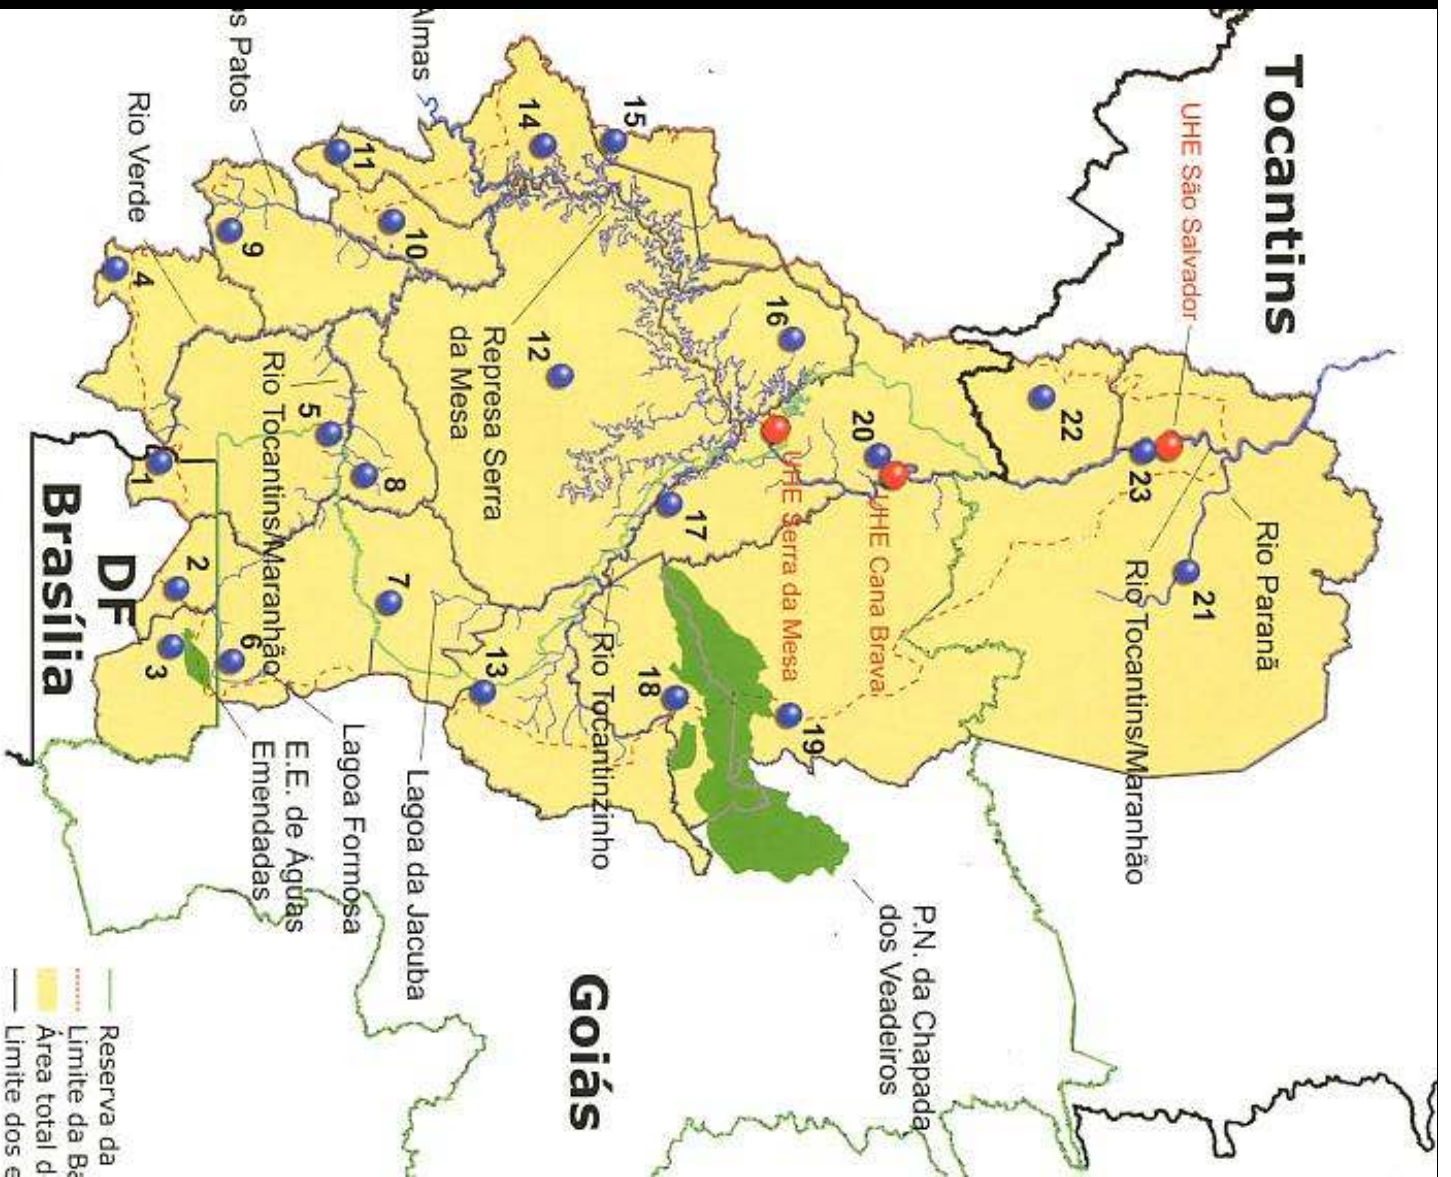 Tocantins
UHE São Salvador
Rio Paranã
Rio Tocantins/Maranhão
22
23
21
20
UHE Cana Brava
UHE Serra da Mesa
16
19
P.N. da Chapada
dos Veadeiros
15
14
17
18
Rio Tocantinzinho
Goiás
12
Represa Serra
da Mesa
13
Almas
Lagoa da Jacuba
10
11
7
8
Lagoa Formosa
5
Rio Tocantins/Maranhão
E.E. de Águas
Emendadas
os Patos
9
6
Rio Verde
4
2
3
1
DF
Brasília
Reserva da
Limite da Ba
Área total d
Limite dos e